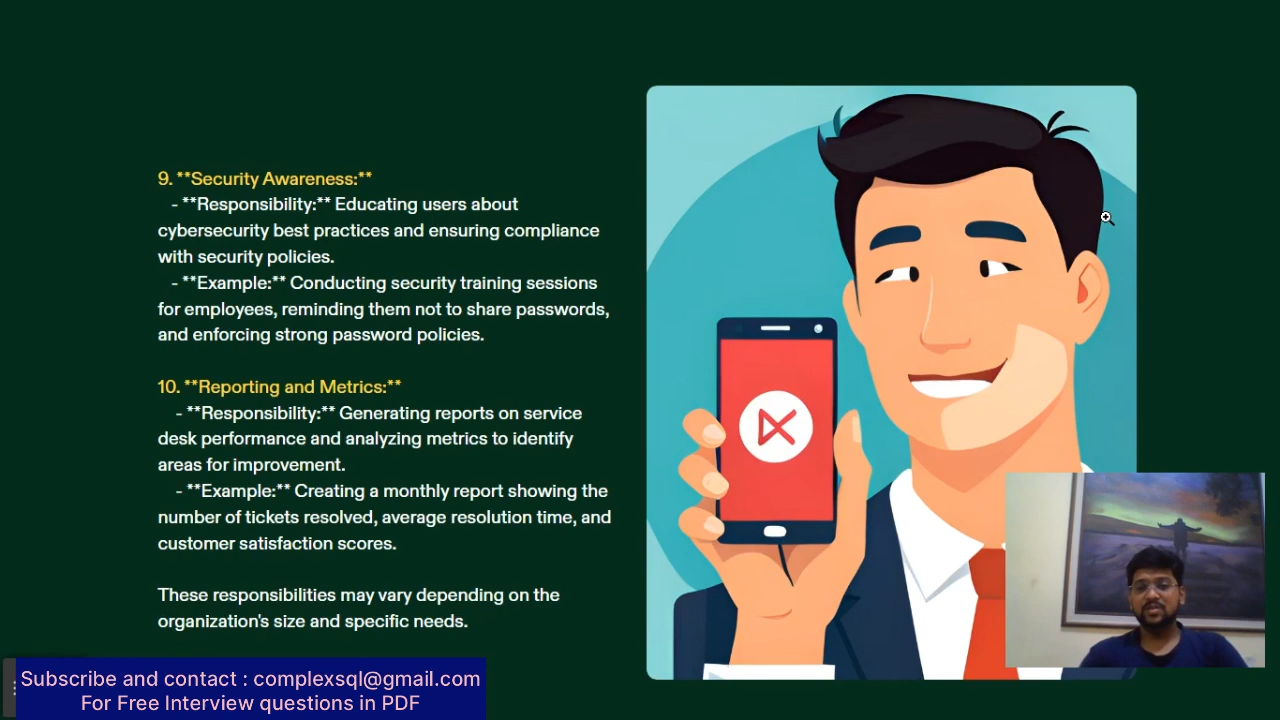 9. **Security Awareness:**
- **Responsibility:** Educating users about
cybersecurity best practices and ensuring compliance
with security policies.
- **Example:** Conducting security training sessions
for employees, reminding them not to share passwords,
and enforcing strong password policies.
10. **Reporting and Metrics:**
- **Responsibility:** Generating reports on service
desk performance and analyzing metrics to identify
areas for improvement.
- **Example:** Creating a monthly report showing the
number of tickets resolved, average resolution time, and
customer satisfaction scores.
These responsibilities may vary depending on the
organization's size and specific needs.
Subscribe and contact : complexsql@gmail.com
For Free Interview questions in PDF